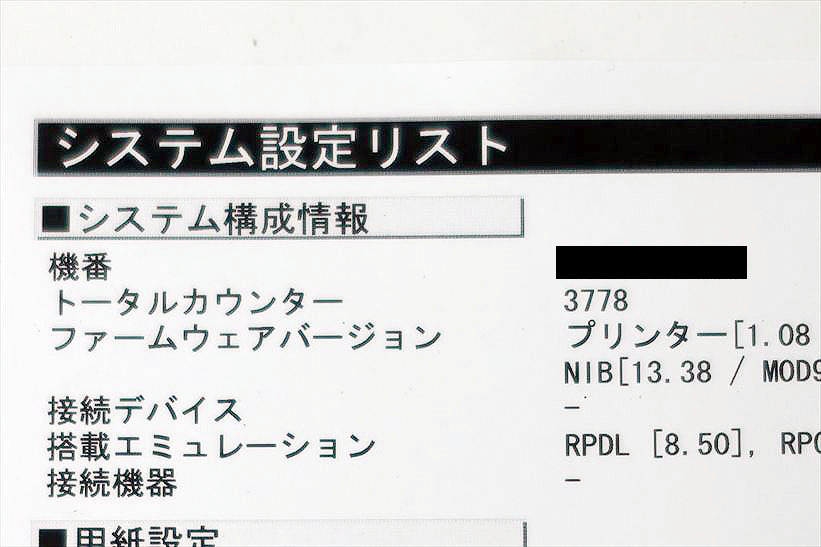 システム設定リスト
■システム構成情報
機番
トータルカウンター 3778
ファームウェアバージョン プリンター[1.08
NIB[13.38 / MOD9
接続デバイス -
搭載エミュレーション RPDL [8.50], RPC
接続機器 -
■用紙設定